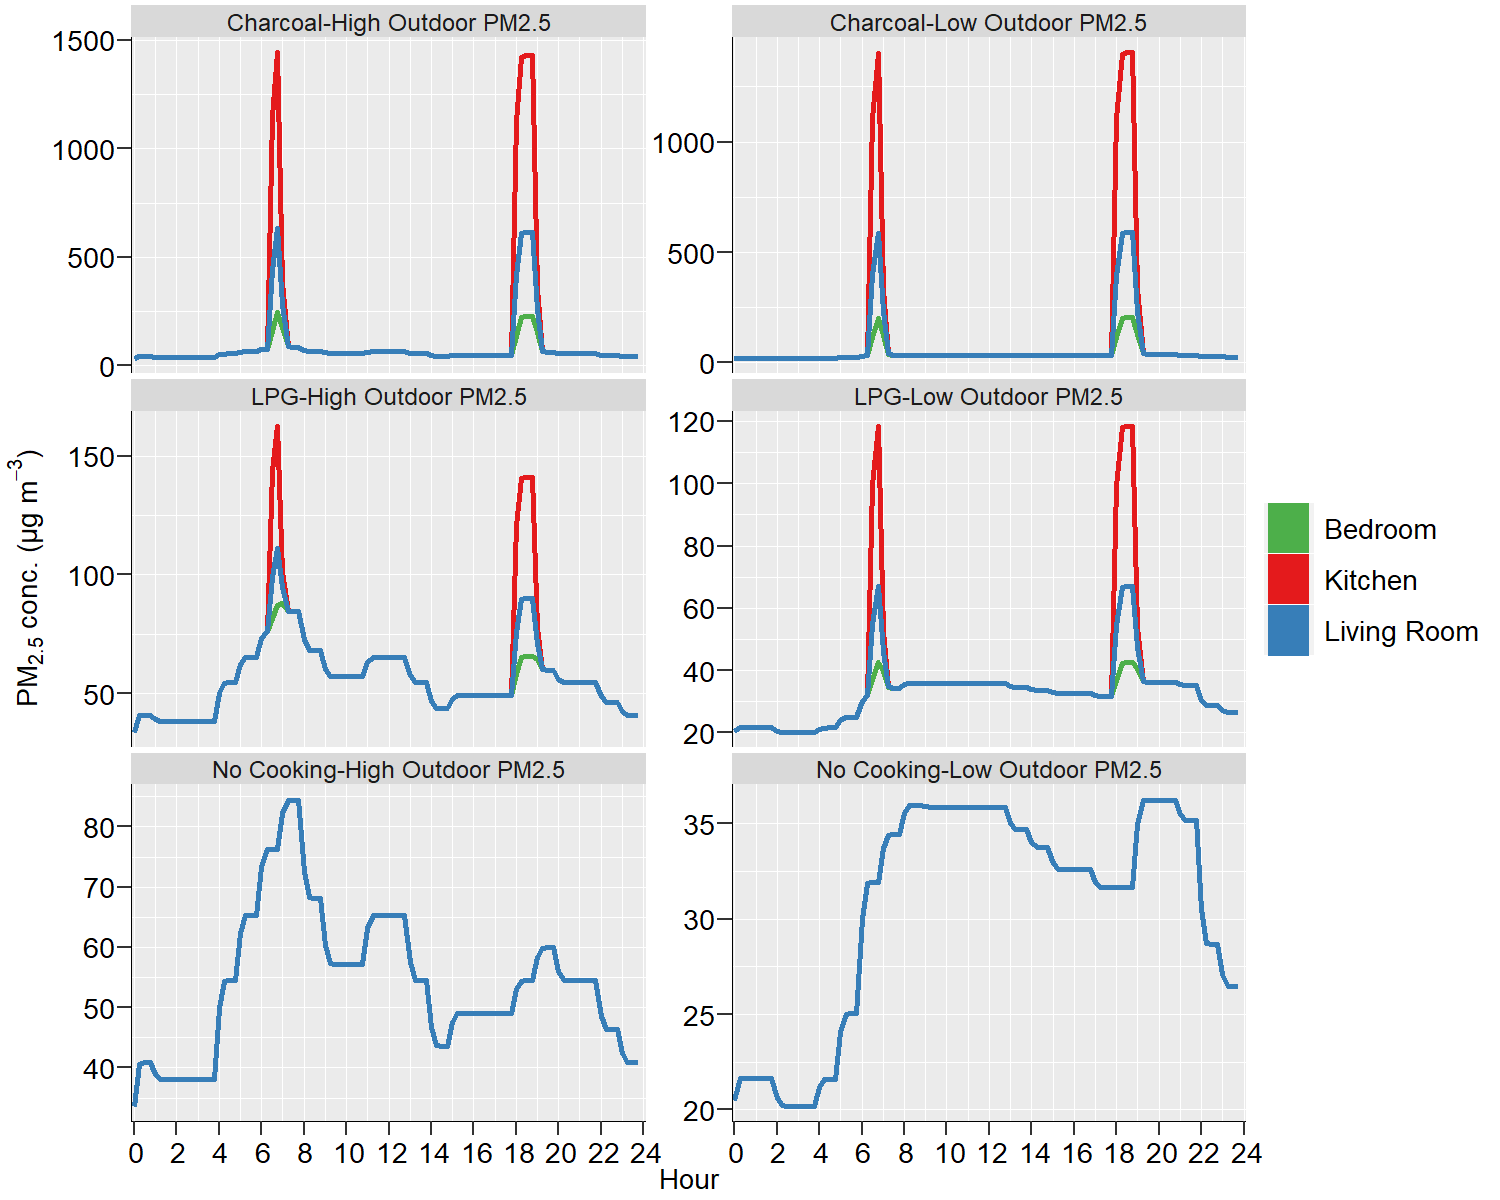 Charcoal-High Outdoor PM2.5
Charcoal-Low Outdoor PM2.5
1500
1000
500
0
1000
500
0
LPG-High Outdoor PM2.5
LPG-Low Outdoor PM2.5
150
100
50
120
100
80
60
40
20
PM2.5 conc. (µg m−3)
Bedroom
Kitchen
Living Room
No Cooking-High Outdoor PM2.5
No Cooking-Low Outdoor PM2.5
80
70
60
50
40
35
30
25
20
0 2 4 6 8 10 12 14 16 18 20 22 24
0 2 4 6 8 10 12 14 16 18 20 22 24
Hour